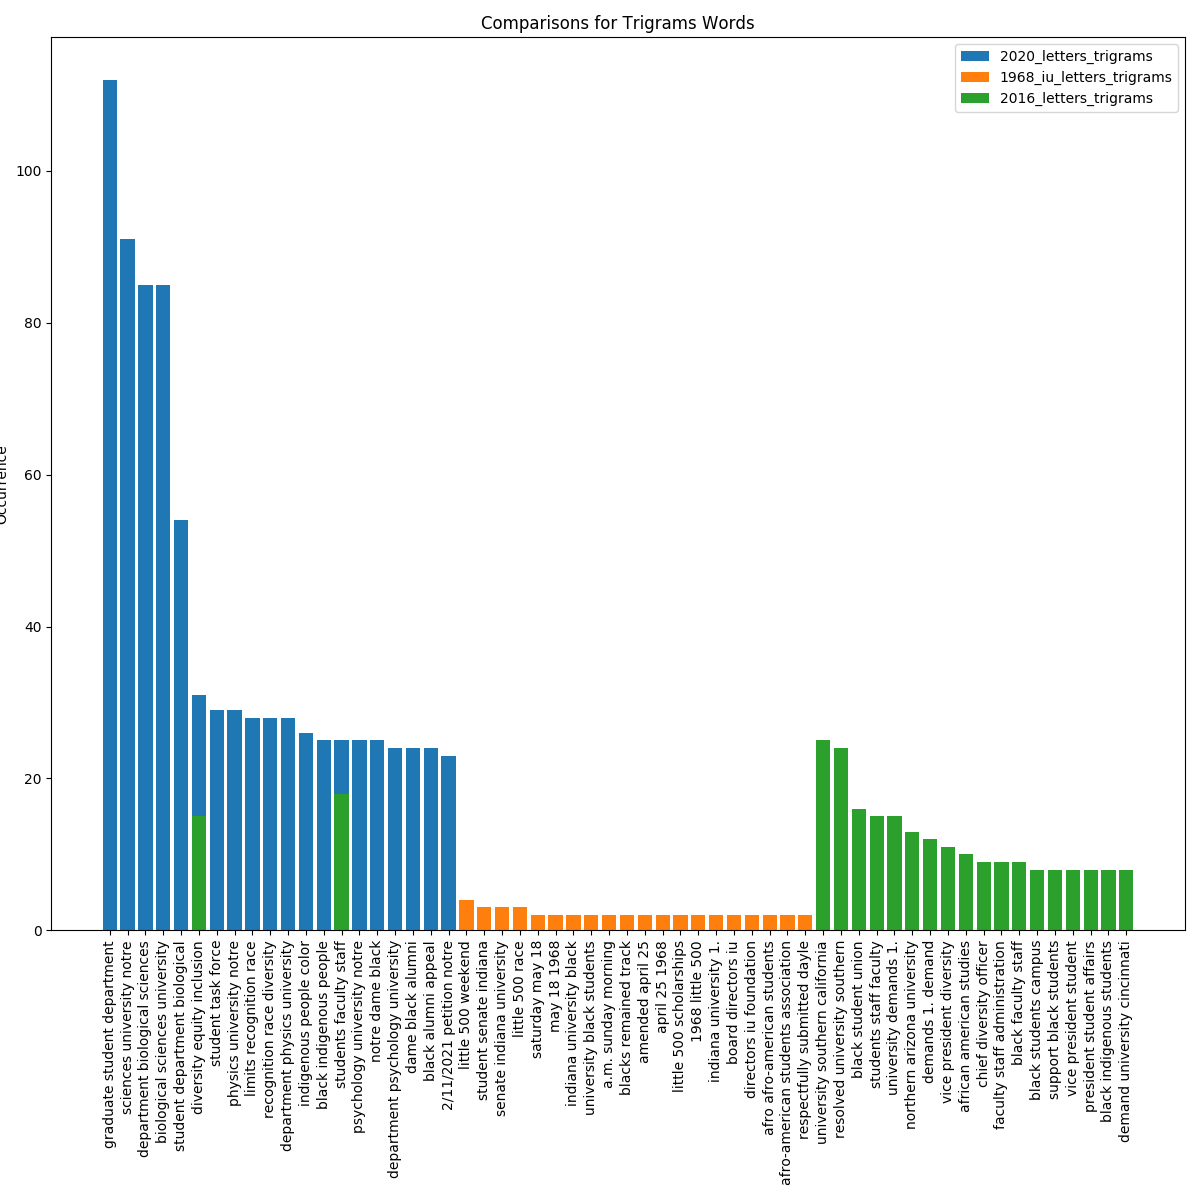 Comparisons for Trigrams Words
2020_letters_trigrams
1968_iu_letters_trigrams
2016_letters_trigrams
Occurrence
100
80
60
40
20
0
graduate student department
sciences university notre
department biological sciences
biological sciences university
student department biological
diversity equity inclusion
student task force
physics university notre
limits recognition race
recognition race diversity
department physics university
indigenous people color
black indigenous people
students faculty staff
psychology university notre
notre dame black
department psychology university
dame black alumni
black alumni appeal
2/11/2021 petition notre
little 500 weekend
student senate indiana
senate indiana university
little 500 race
saturday may 18
may 18 1968
indiana university black
university black students
a.m. sunday morning
blacks remained track
amended april 25
april 25 1968
little 500 scholarships
1968 little 500
indiana university 1.
board directors iu
directors iu foundation
afro afro-american students
afro-american students association
respectfully submitted dayle
university southern california
resolved university southern
black student union
students staff faculty
university demands 1.
northern arizona university
demands 1. demand
vice president diversity
african american studies
chief diversity officer
faculty staff administration
black faculty staff
black students campus
support black students
vice president student
president student affairs
black indigenous students
demand university cincinnati